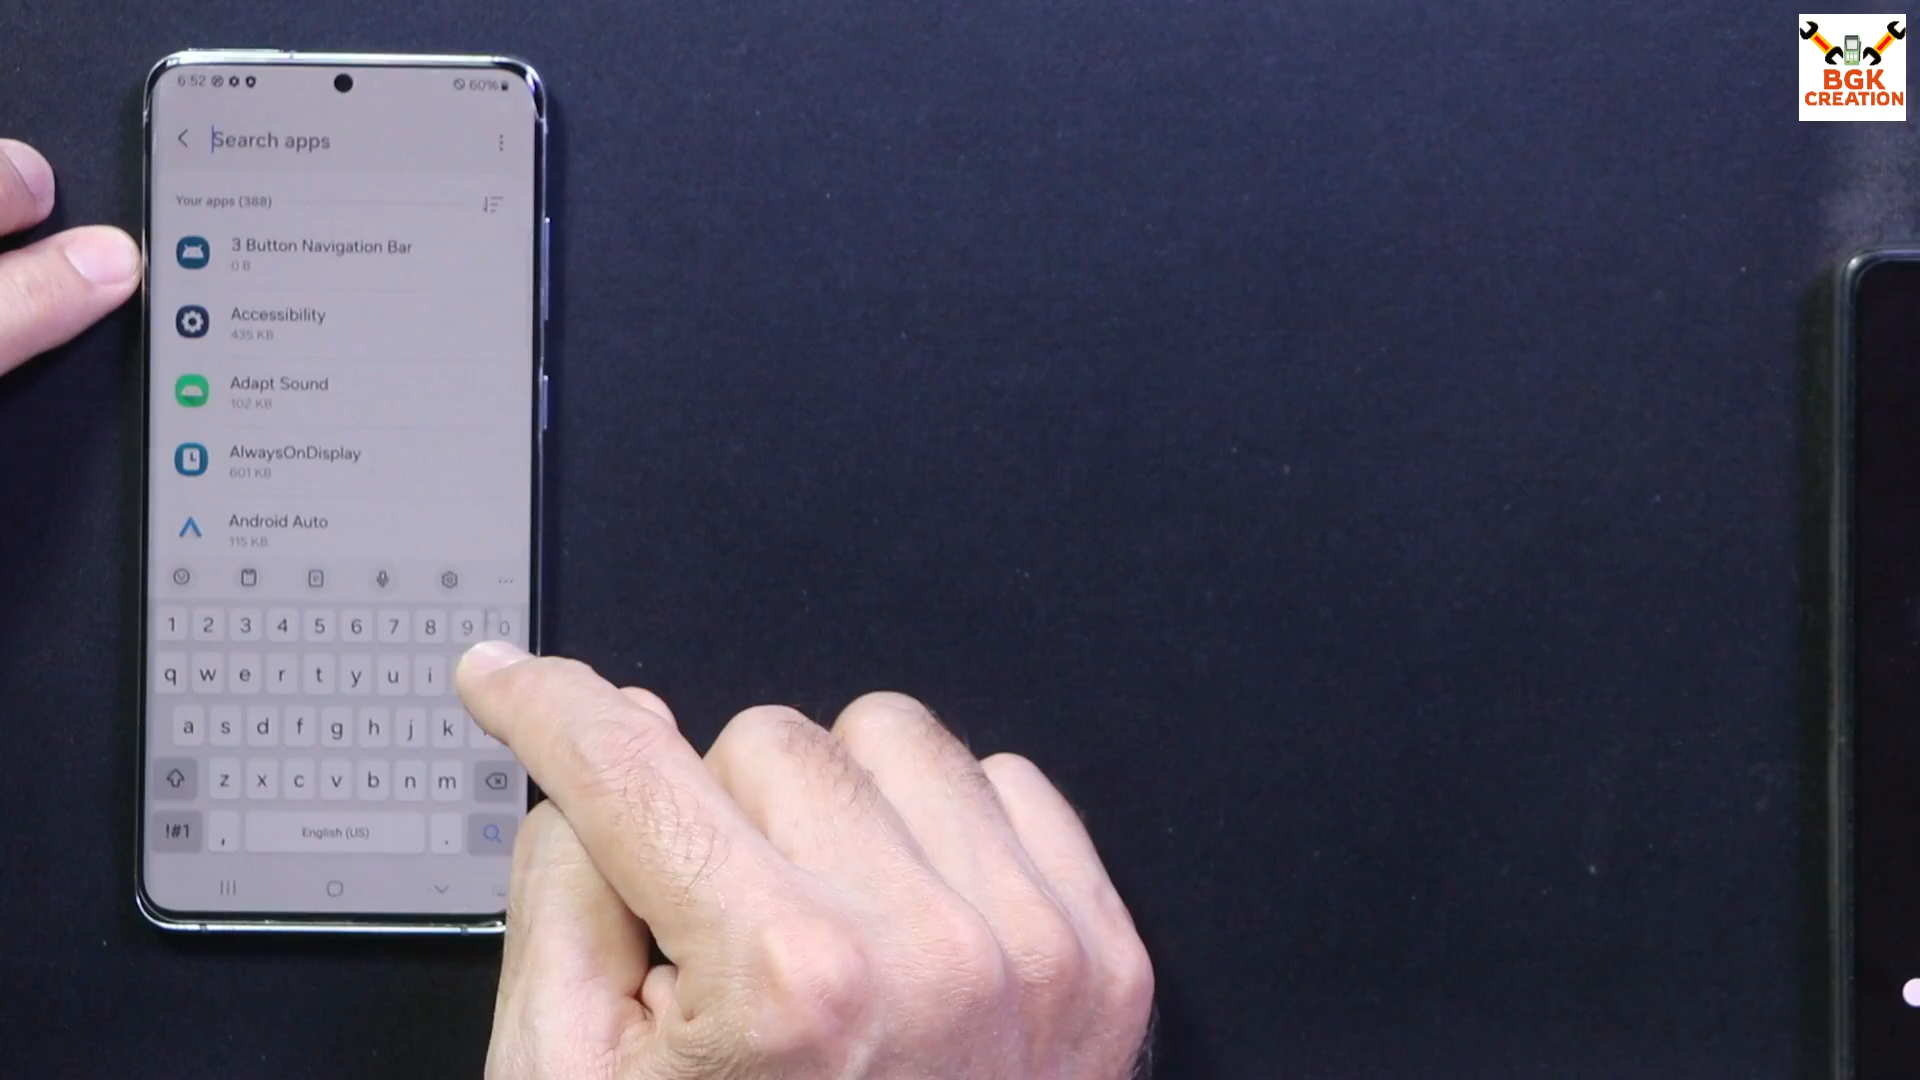 6:52
60%
Search apps
Your apps (388)
3 Button Navigation Bar
0 B
Accessibility
435 KB
Adapt Sound
102 KB
AlwaysOnDisplay
601 KB
Android Auto
115 KB
1 2 3 4 5 6 7 8 9 0
q w e r t y u i
a s d f g h j k
z x c v b n m
!#1 , English (US) .
BGK
CREATION